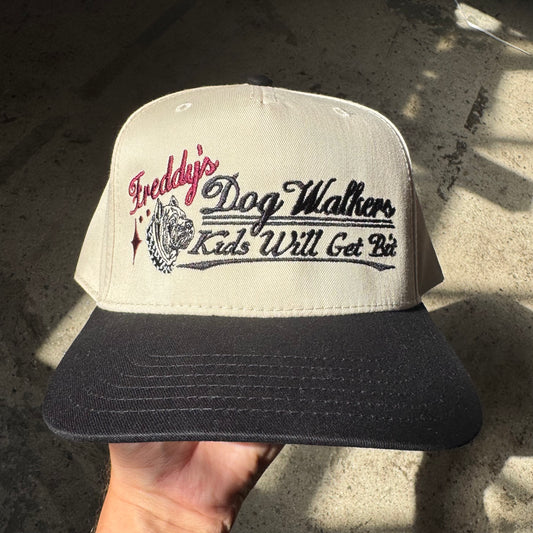 Freddy's
Dog Walkers
Kids Will Get Bit